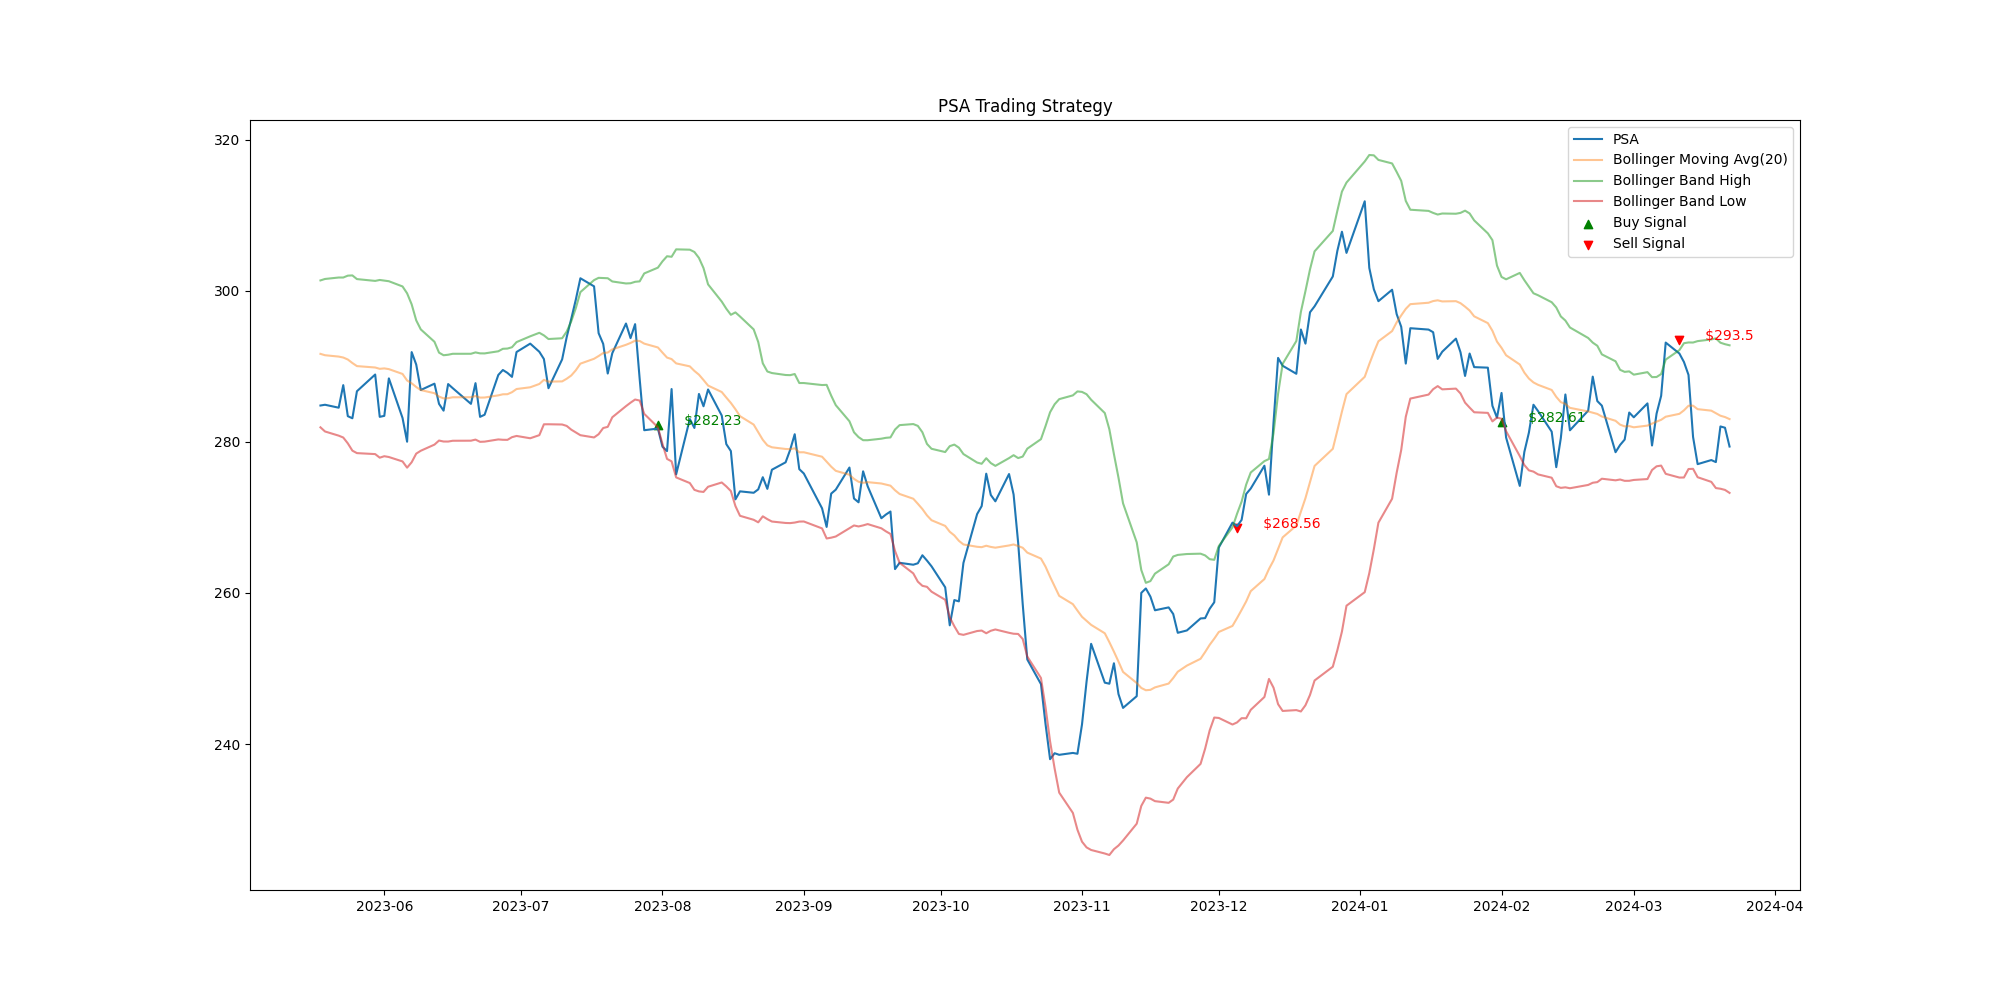 PSA Trading Strategy
320
300
280
260
240
PSA
Bollinger Moving Avg(20)
Bollinger Band High
Bollinger Band Low
Buy Signal
Sell Signal
$282.23
$268.56
$282.61
$293.5
2023-06
2023-07
2023-08
2023-09
2023-10
2023-11
2023-12
2024-01
2024-02
2024-03
2024-04